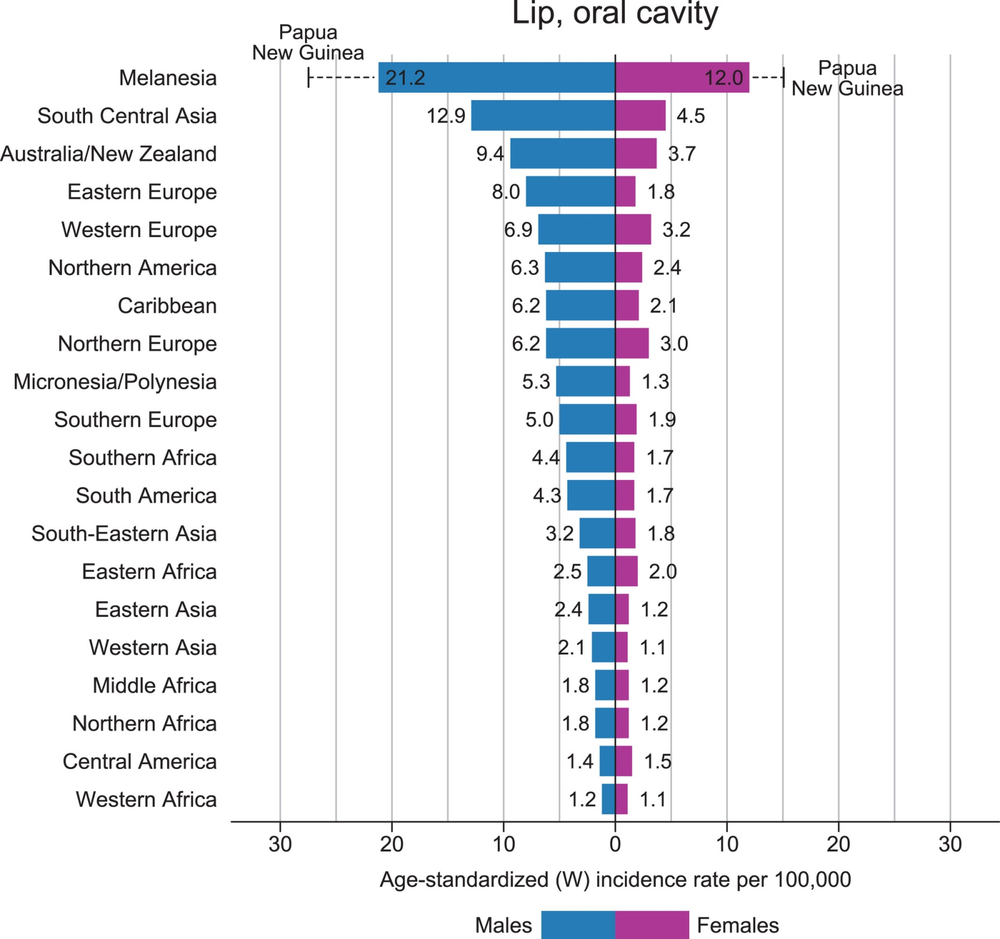 Lip, oral cavity
Papua
New Guinea
Melanesia 21.2 12.0
Papua
New Guinea
South Central Asia 12.9 4.5
Australia/New Zealand 9.4 3.7
Eastern Europe 8.0 1.8
Western Europe 6.9 3.2
Northern America 6.3 2.4
Caribbean 6.2 2.1
Northern Europe 6.2 3.0
Micronesia/Polynesia 5.3 1.3
Southern Europe 5.0 1.9
Southern Africa 4.4 1.7
South America 4.3 1.7
South-Eastern Asia 3.2 1.8
Eastern Africa 2.5 2.0
Eastern Asia 2.4 1.2
Western Asia 2.1 1.1
Middle Africa 1.8 1.2
Northern Africa 1.8 1.2
Central America 1.4 1.5
Western Africa 1.2 1.1
30 20 10 0 10 20 30
Age-standardized (W) incidence rate per 100,000
Males Females